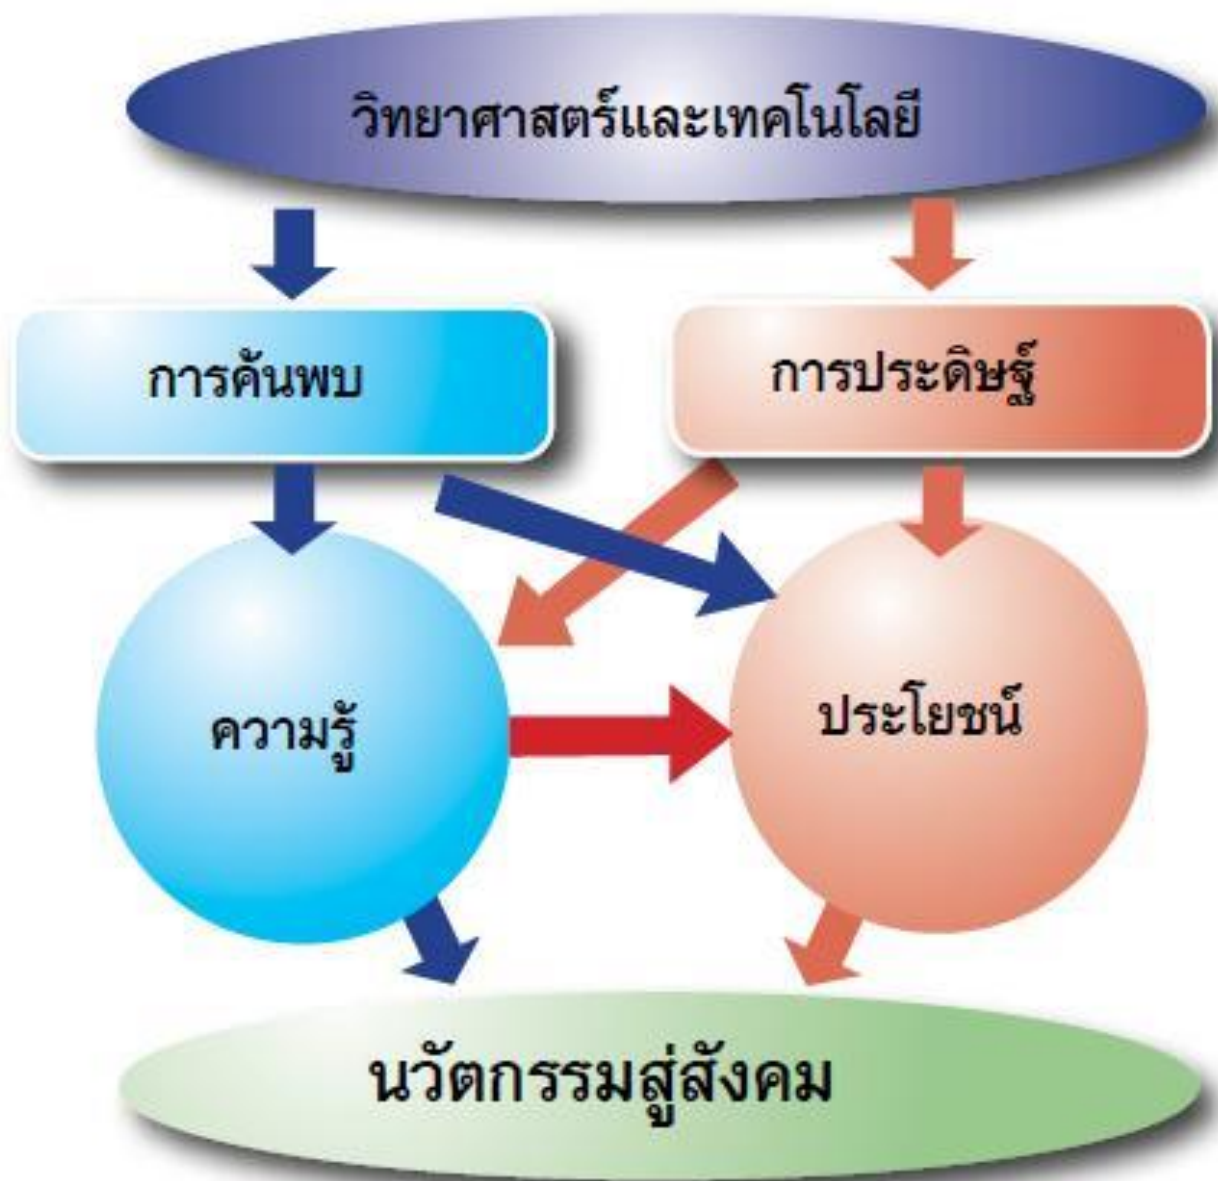 วิทยาศาสตร์และเทคโนโลยี
การค้นพบ
การประดิษฐ์
ความรู้
ประโยชน์
นวัตกรรมสู่สังคม